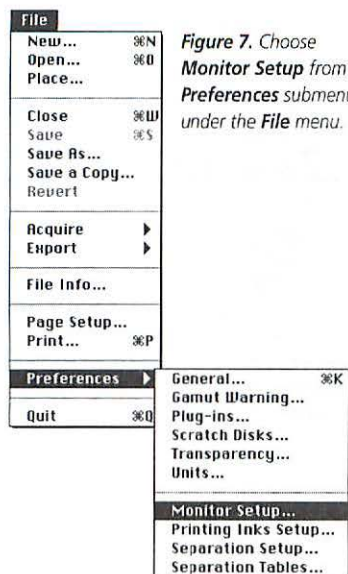 File
New... ⌘N
Open... ⌘O
Place...
Close ⌘W
Save ⌘S
Save As...
Save a Copy...
Revert
Acquire
Export
File Info...
Page Setup...
Print... ⌘P
Preferences
Quit ⌘Q
General... ⌘K
Gamut Warning...
Plug-ins...
Scratch Disks...
Transparency...
Units...
Monitor Setup...
Printing Inks Setup...
Separation Setup...
Separation Tables...
Figure 7. Choose
Monitor Setup from
Preferences submen
under the File menu.